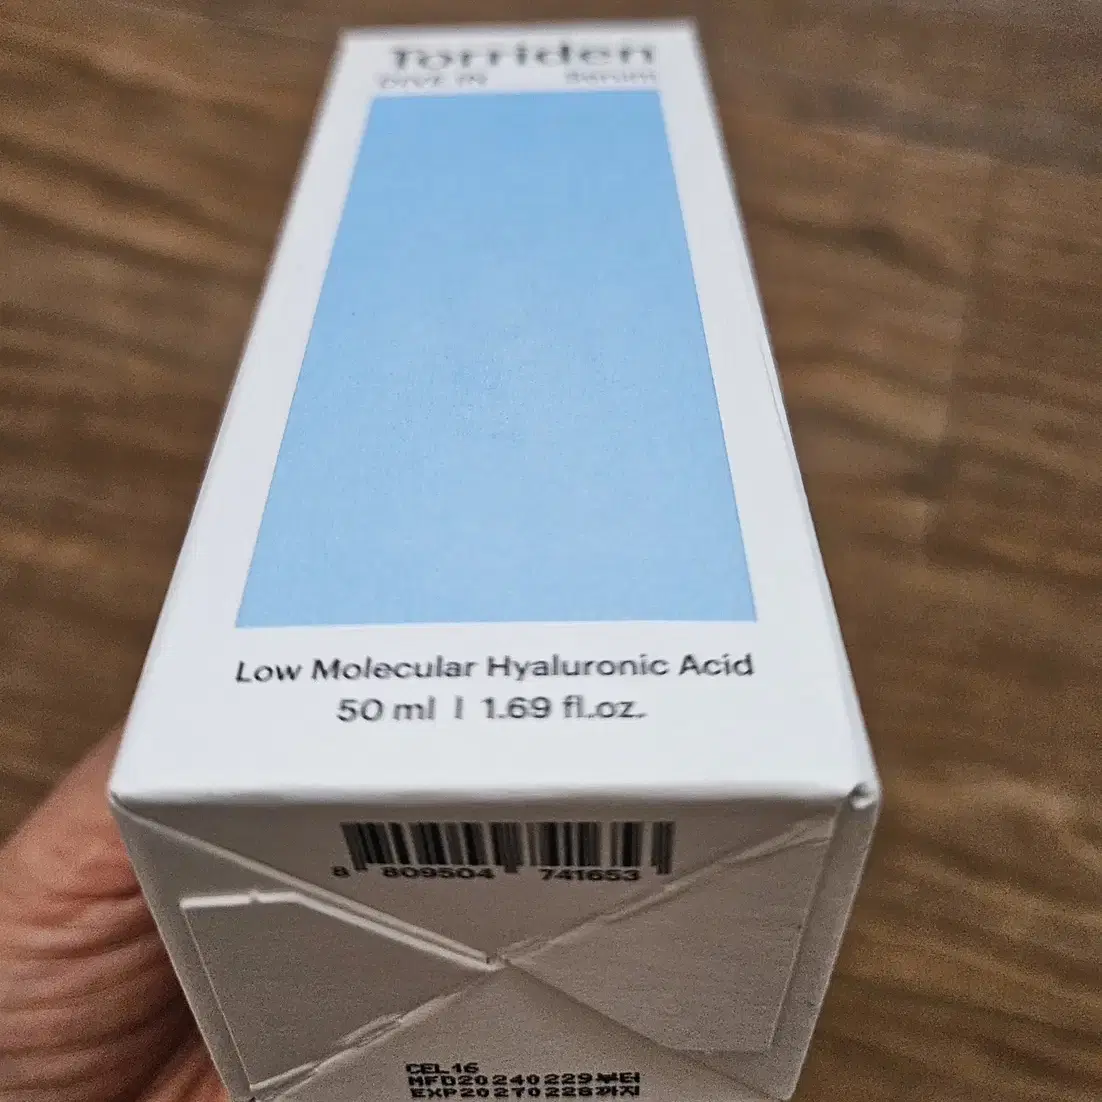 Torriden
DIVE IN Serum
Low Molecular Hyaluronic Acid
50 ml | 1.69 fl.oz.
8 809504 741653
CEL16
MFD20240229부터
EXP20270228까지